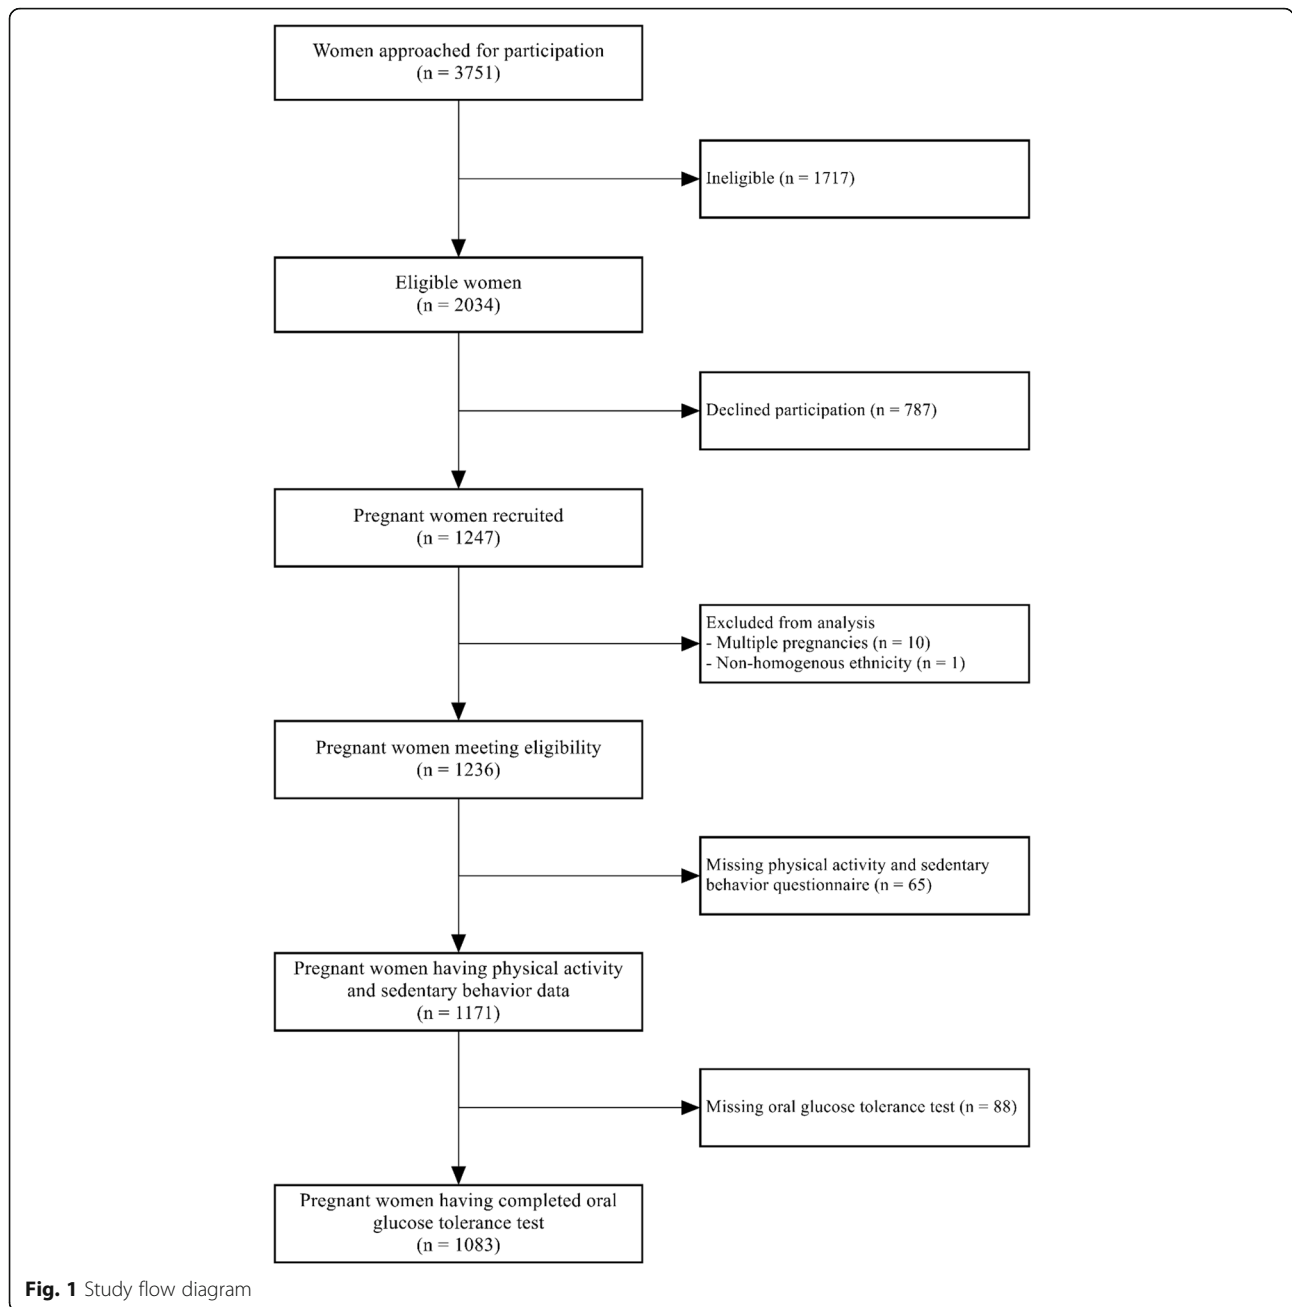 Women approached for participation
(n = 3751)
Ineligible (n = 1717)
Eligible women
(n = 2034)
Declined participation (n = 787)
Pregnant women recruited
(n = 1247)
Excluded from analysis
- Multiple pregnancies (n = 10)
- Non-homogenous ethnicity (n = 1)
Pregnant women meeting eligibility
(n = 1236)
Missing physical activity and sedentary
behavior questionnaire (n = 65)
Pregnant women having physical activity
and sedentary behavior data
(n = 1171)
Missing oral glucose tolerance test (n = 88)
Pregnant women having completed oral
glucose tolerance test
(n = 1083)
Fig. 1 Study flow diagram